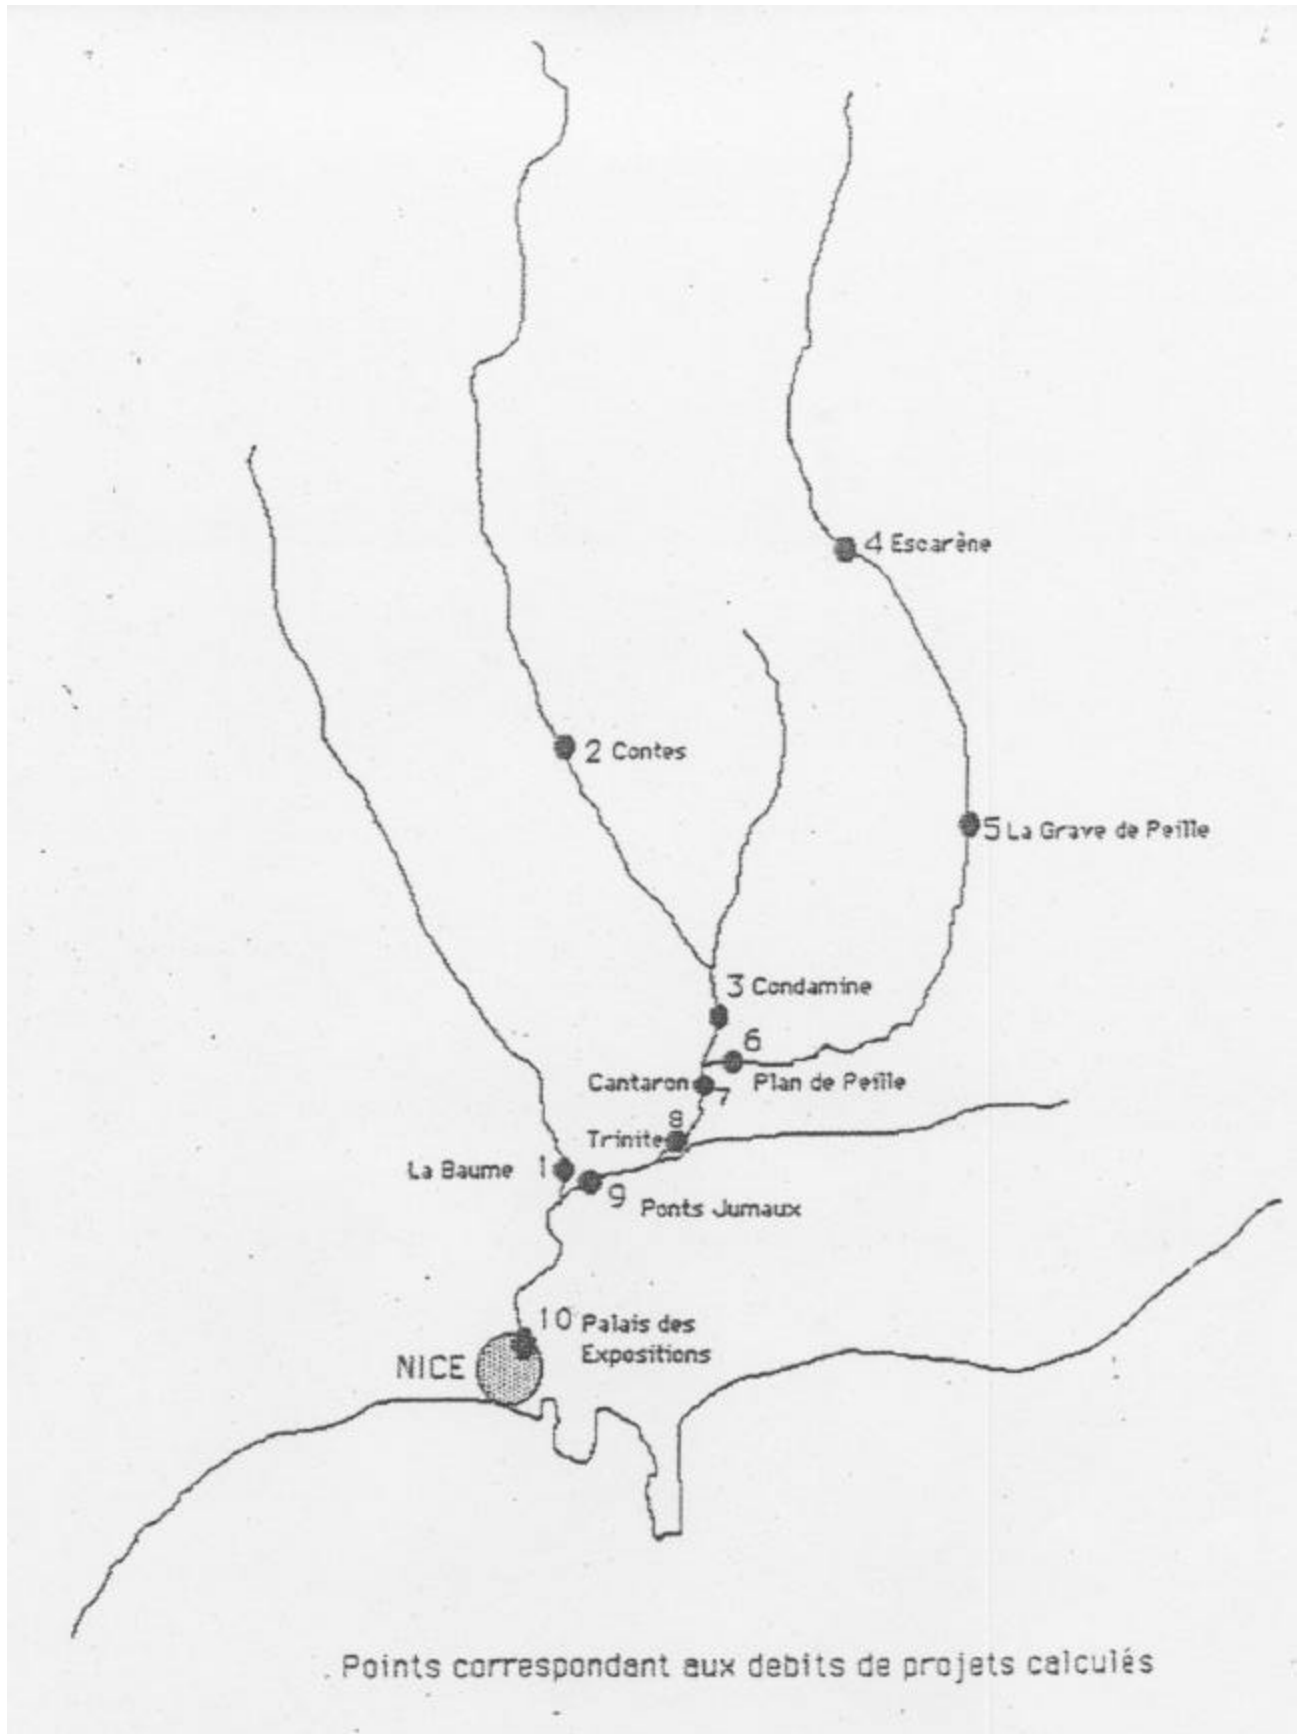 4 Escarène
2 Contes
5 La Grave de Peille
3 Condamine
6
Cantaron
7
Plan de Peille
8
Trinite
La Baume 1
9
Ponts Jumaux
10 Palais des
Expositions
NICE
Points correspondant aux debits de projets calculés